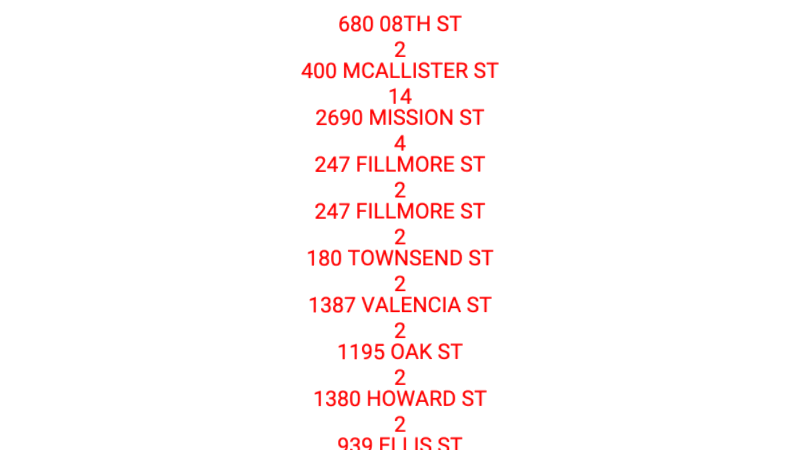 680 08TH ST
2
400 MCALLISTER ST
14
2690 MISSION ST
4
247 FILLMORE ST
2
247 FILLMORE ST
2
180 TOWNSEND ST
2
1387 VALENCIA ST
2
1195 OAK ST
2
1380 HOWARD ST
2
939 ELLIS ST